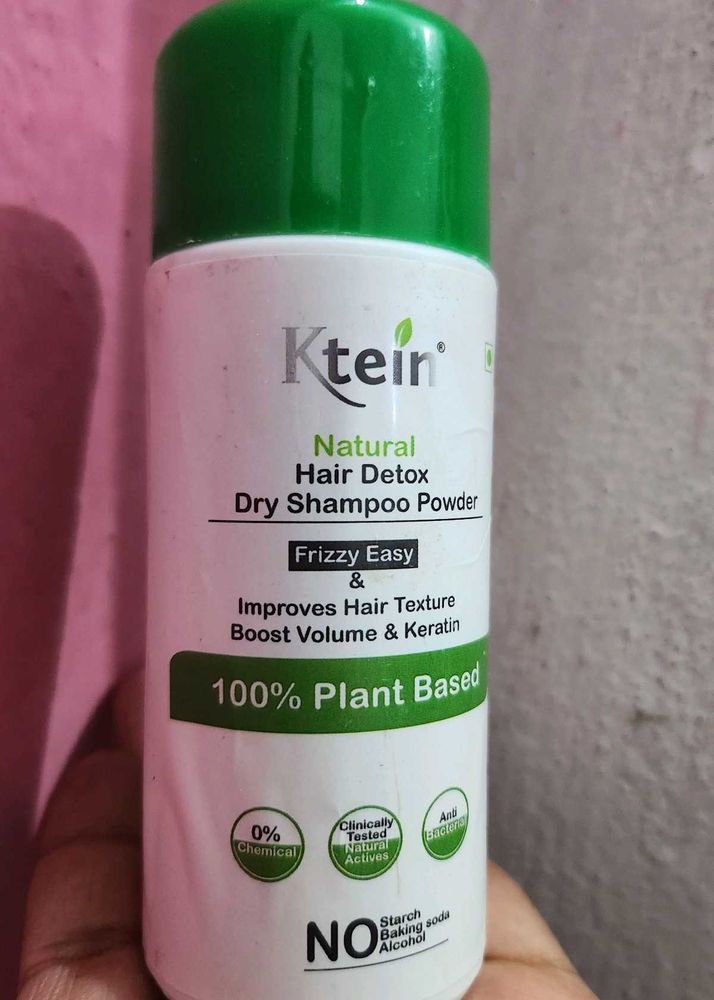 Ktein®
Natural
Hair Detox
Dry Shampoo Powder
Frizzy Easy
&
Improves Hair Texture
Boost Volume & Keratin
100% Plant Based
0%
Chemical
Clinically
Tested
Natural
Actives
Anti
Bacterial
NO
Starch
Baking soda
Alcohol